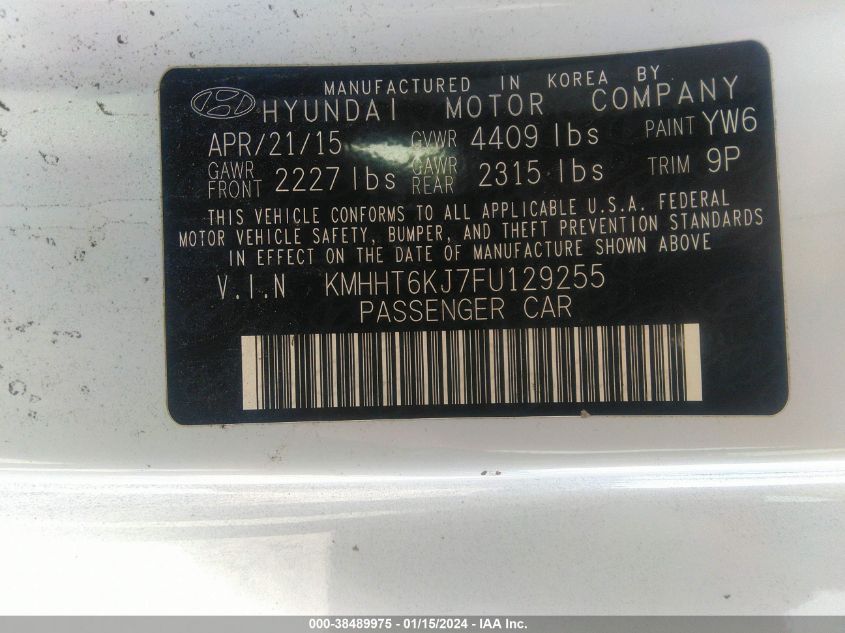 MANUFACTURED IN KOREA BY
HYUNDAI MOTOR COMPANY
APR/21/15 GVWR 4409 lbs PAINT YW6
GAWR FRONT 2227 lbs GAWR REAR 2315 lbs TRIM 9P
THIS VEHICLE CONFORMS TO ALL APPLICABLE U.S.A. FEDERAL
MOTOR VEHICLE SAFETY, BUMPER, AND THEFT PREVENTION STANDARDS
IN EFFECT ON THE DATE OF MANUFACTURE SHOWN ABOVE
V.I.N KMHHT6KJ7FU129255
PASSENGER CAR
000-38489975 - 01/15/2024 - IAA Inc.